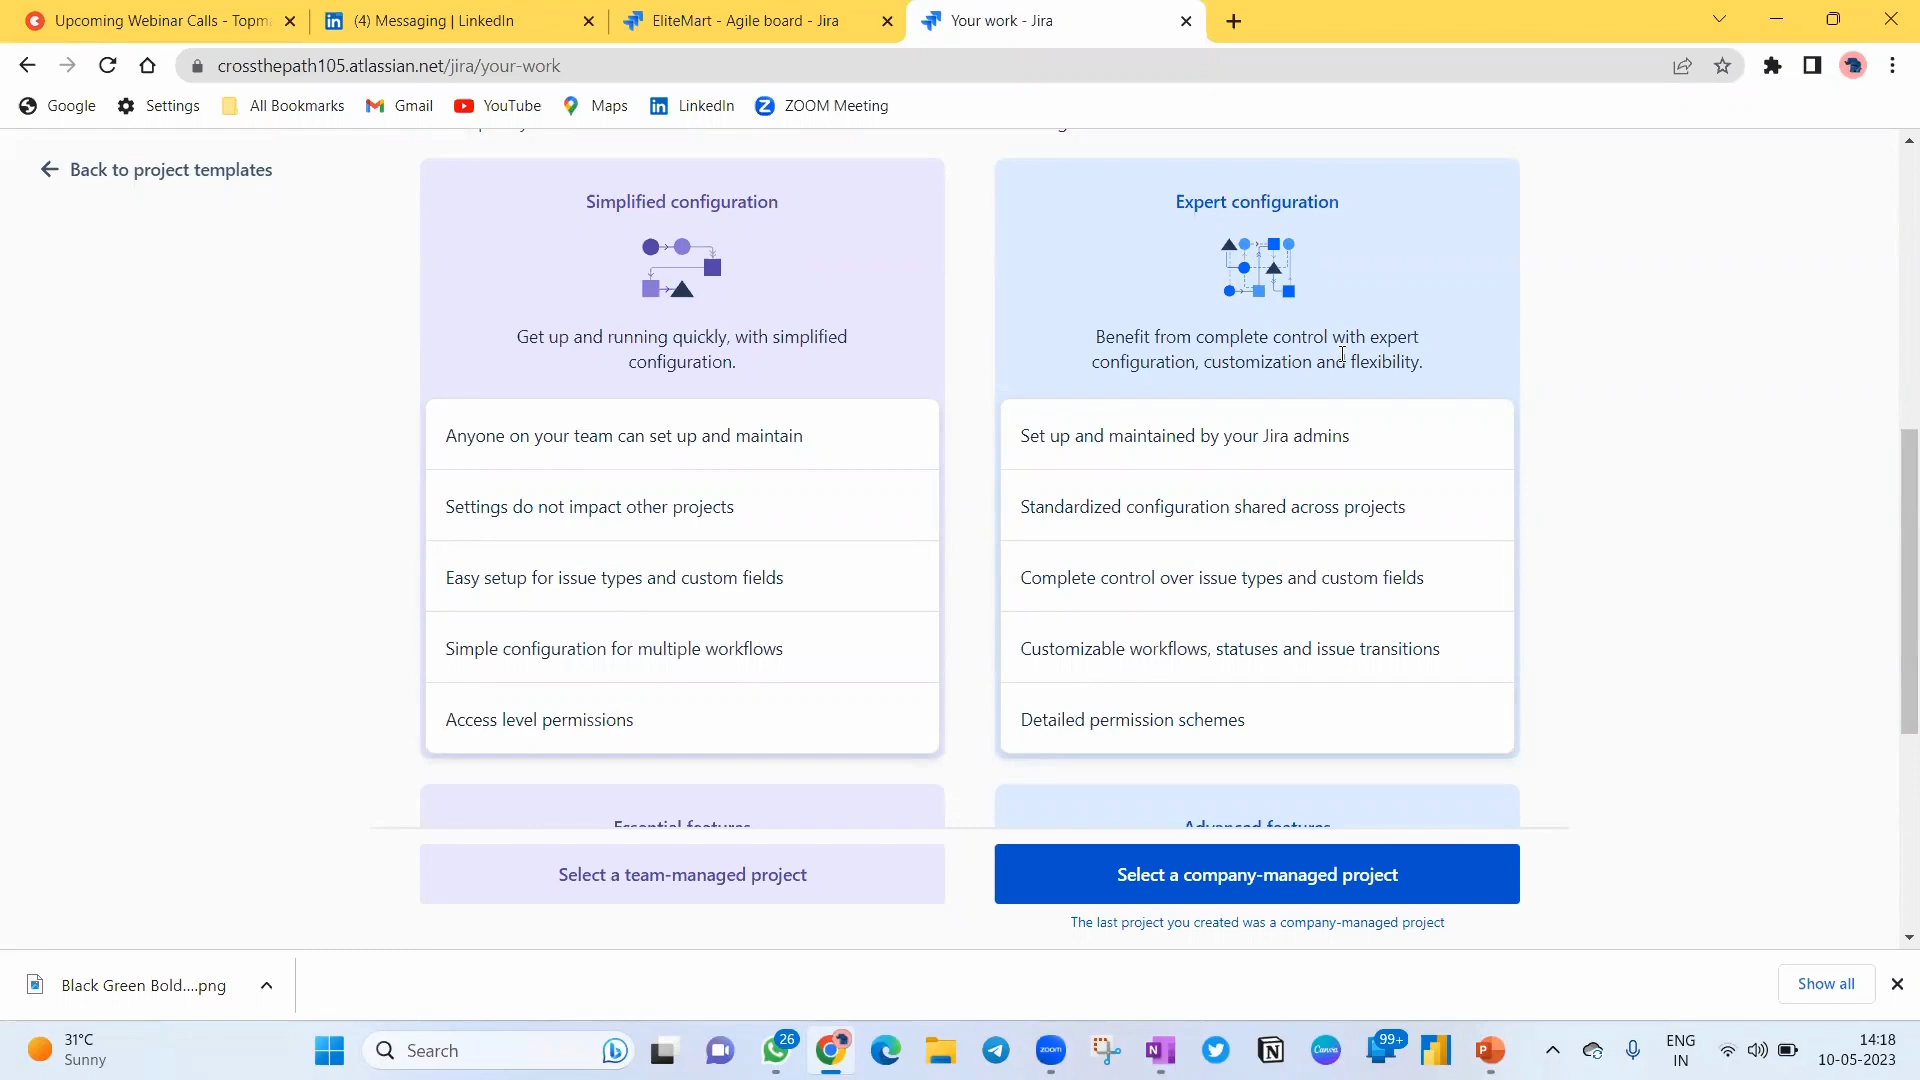 Upcoming Webinar Calls - Topm
(4) Messaging | LinkedIn
EliteMart - Agile board - Jira
Your work - Jira
crossthepath105.atlassian.net/jira/your-work
Google
Settings
All Bookmarks
Gmail
YouTube
Maps
LinkedIn
ZOOM Meeting
Back to project templates
Simplified configuration
Get up and running quickly, with simplified
configuration.
Anyone on your team can set up and maintain
Settings do not impact other projects
Easy setup for issue types and custom fields
Simple configuration for multiple workflows
Access level permissions
Essential features
Select a team-managed project
Expert configuration
Benefit from complete control with expert
configuration, customization and flexibility.
Set up and maintained by your Jira admins
Standardized configuration shared across projects
Complete control over issue types and custom fields
Customizable workflows, statuses and issue transitions
Detailed permission schemes
Advanced features
Select a company-managed project
The last project you created was a company-managed project
Black Green Bold....png
Show all
31°C
Sunny
Search
26
zoom
Canva
99+
ENG
IN
14:18
10-05-2023